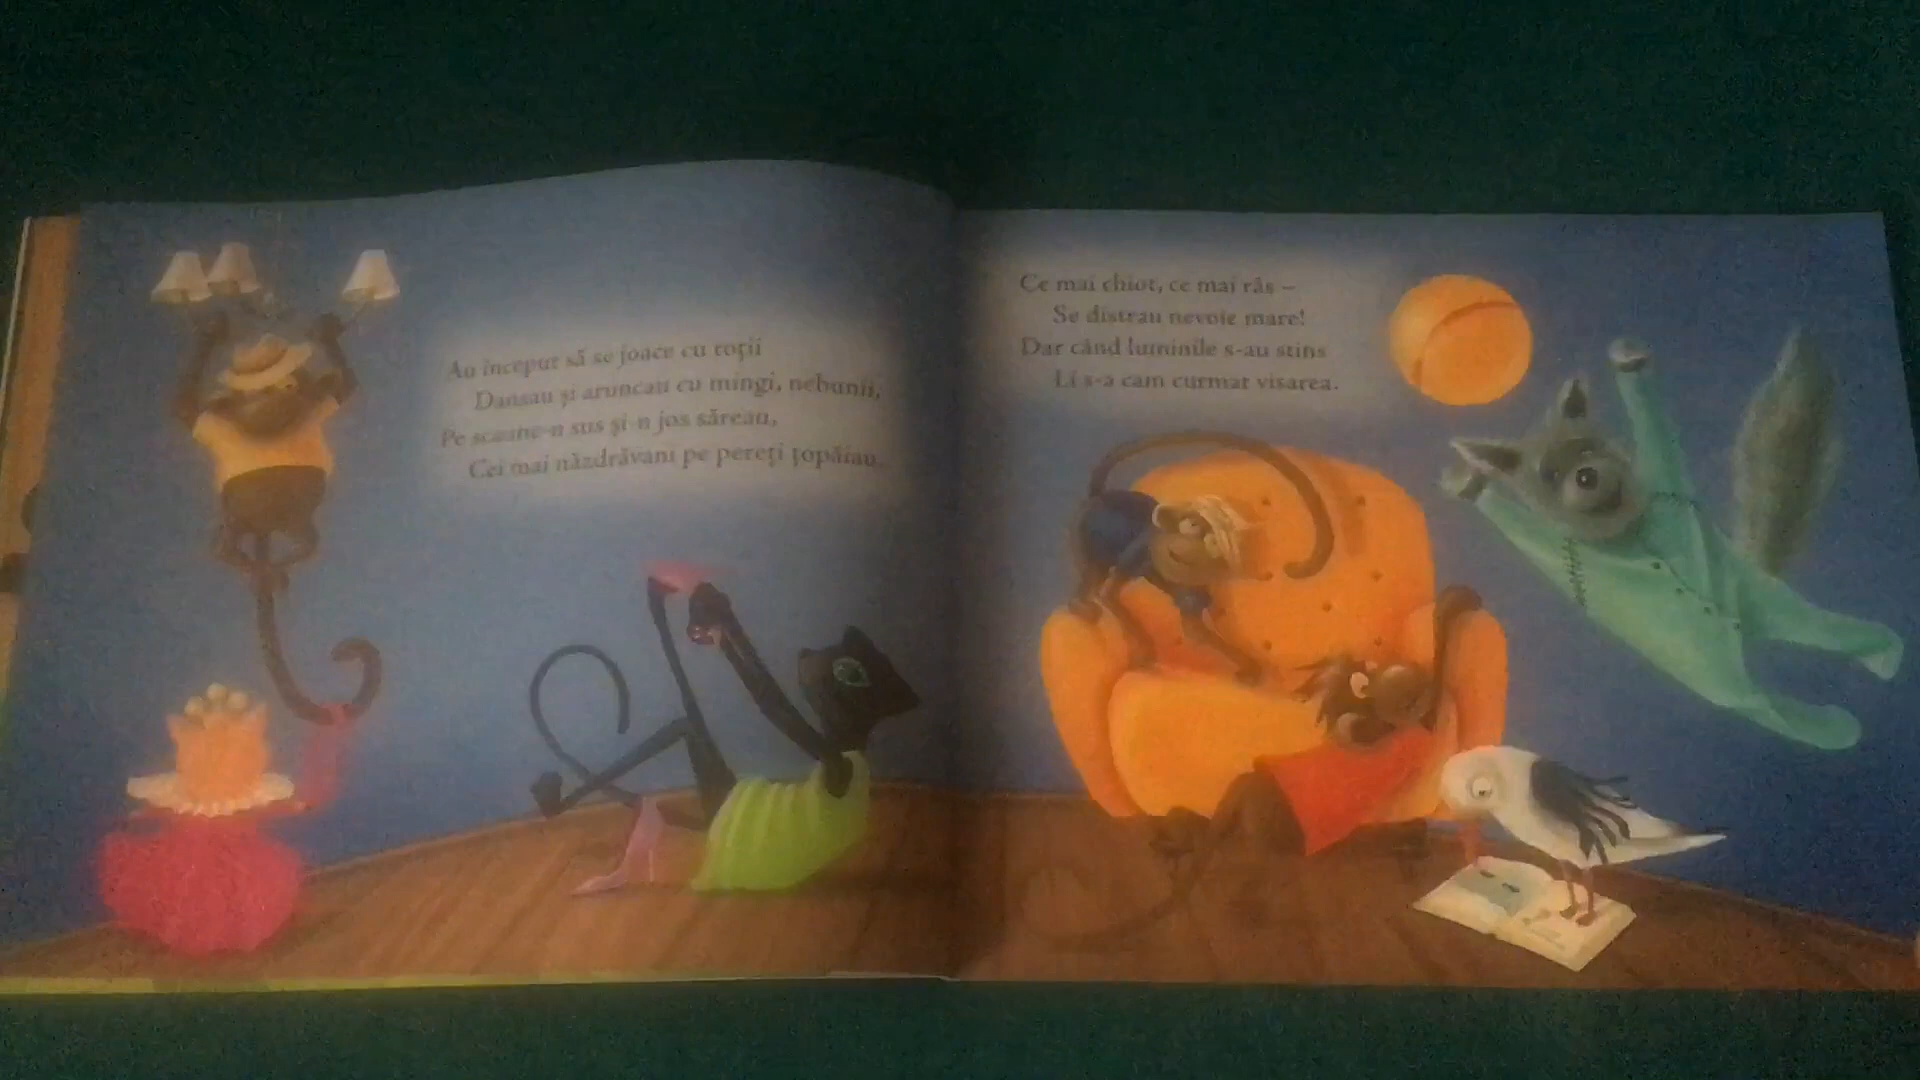 Au început să se joace cu toții
Dansau și aruncau cu mingi, nebunii,
Pe scaune-n sus și-n jos săreau,
Cei mai năzdrăvani pe pereți țopăiau.
Ce mai chiot, ce mai râs –
Se distrau nevoie mare!
Dar când luminile s-au stins
Li s-a cam curmat visarea.